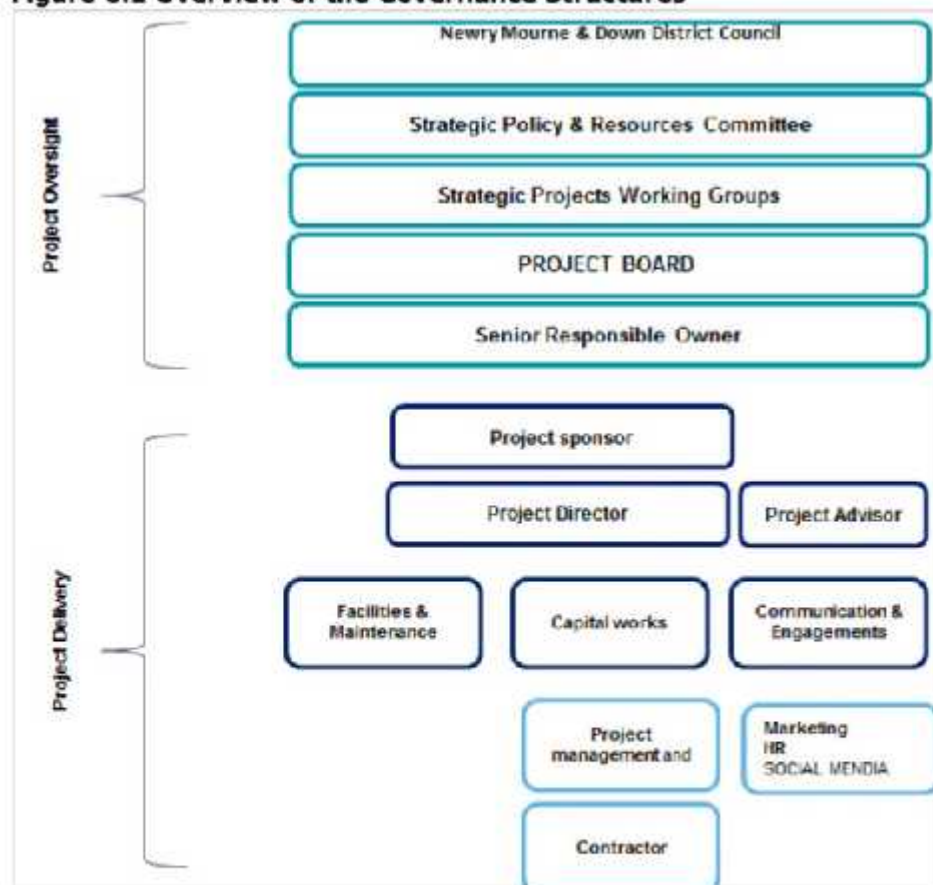 Newry Mourne & Down District Council
Strategic Policy & Resources Committee
Strategic Projects Working Groups
PROJECT BOARD
Senior Responsible Owner
Project Oversight
Project sponsor
Project Director
Project Advisor
Facilities &
Maintenance
Capital works
Communication &
Engagements
Project Delivery
Project
management and
Marketing
HR
SOCIAL MENDIA
Contractor